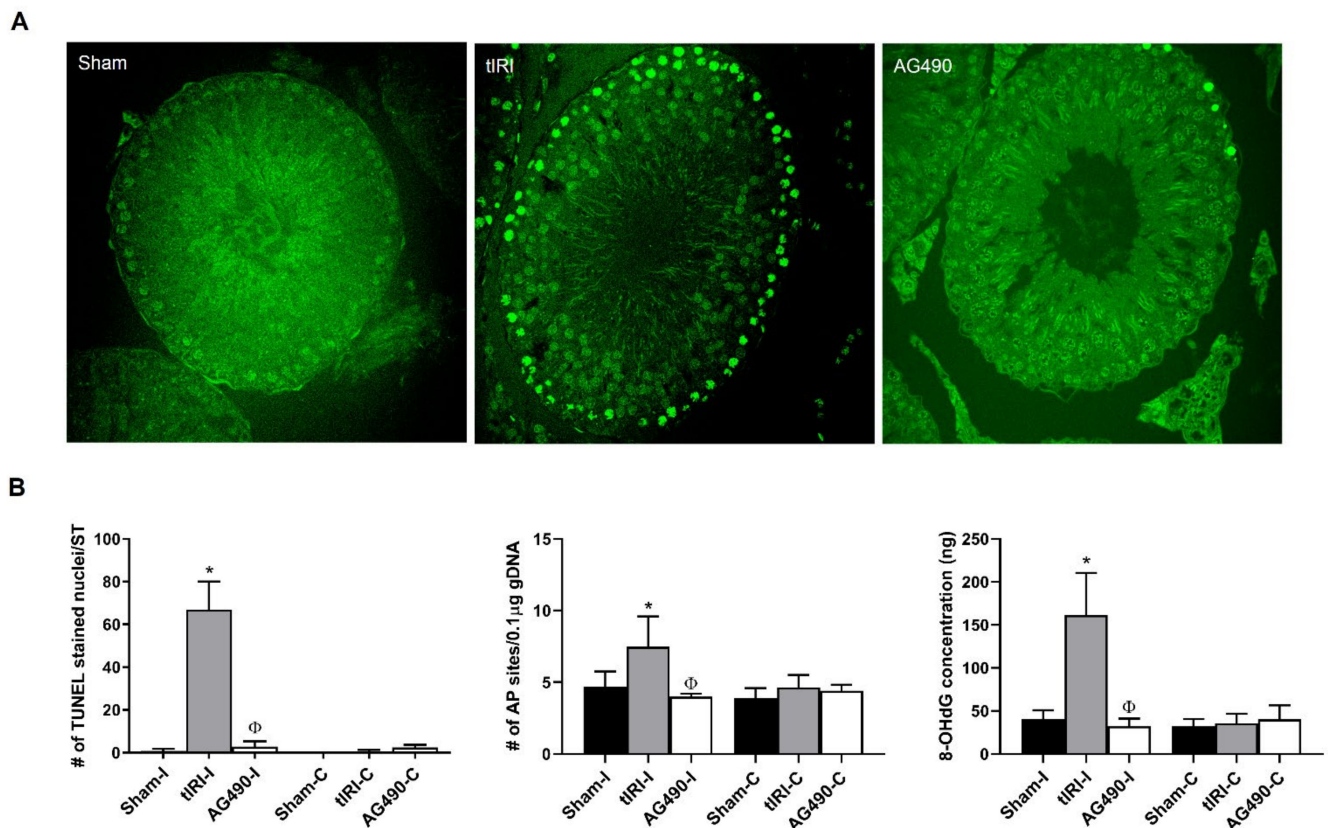 A
Sham
tIRI
AG490
B
# of TUNEL stained nuclei/ST
100
80
60
40
20
0
*
Φ
Sham-I
tIRI-I
AG490-I
Sham-C
tIRI-C
AG490-C
# of AP sites/0.1µg gDNA
15
10
5
0
*
Φ
Sham-I
tIRI-I
AG490-I
Sham-C
tIRI-C
AG490-C
8-OHdG concentration (ng)
250
200
150
100
50
0
*
Φ
Sham-I
tIRI-I
AG490-I
Sham-C
tIRI-C
AG490-C